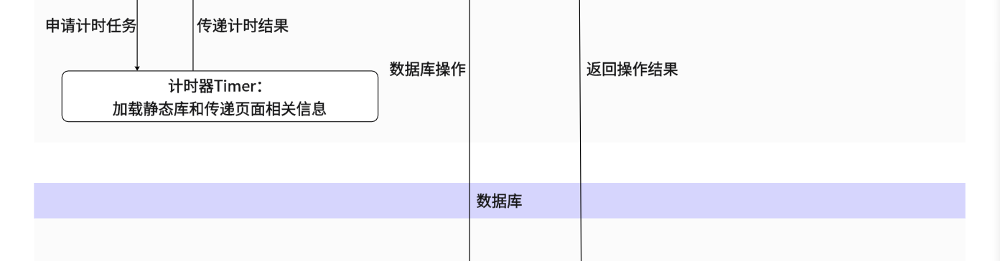 申请计时任务
传递计时结果
数据库操作
返回操作结果
计时器Timer：
加载静态库和传递页面相关信息
数据库